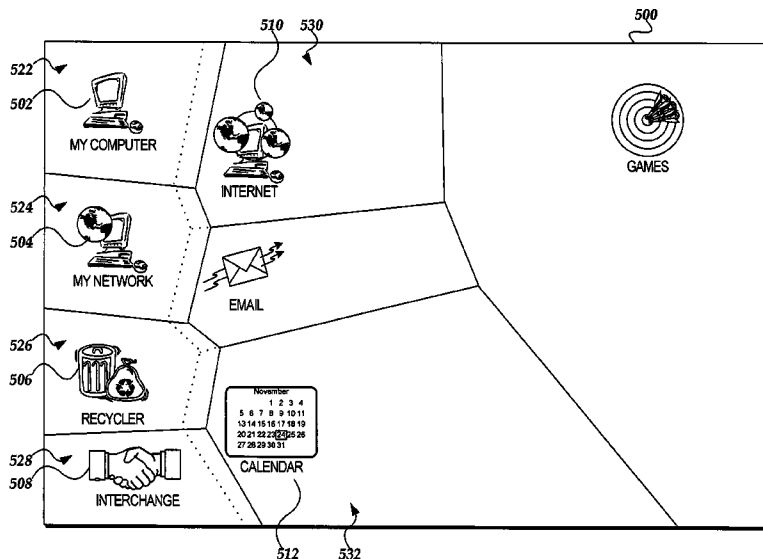 510
530
500
522
502
MY COMPUTER
INTERNET
GAMES
524
504
MY NETWORK
EMAIL
526
506
RECYCLER
November
1 2 3 4
5 6 7 8 9 10 11
13 14 15 16 17 18 19
20 21 22 23 24 25 26
27 28 29 30 31
CALENDAR
528
508
INTERCHANGE
512
532